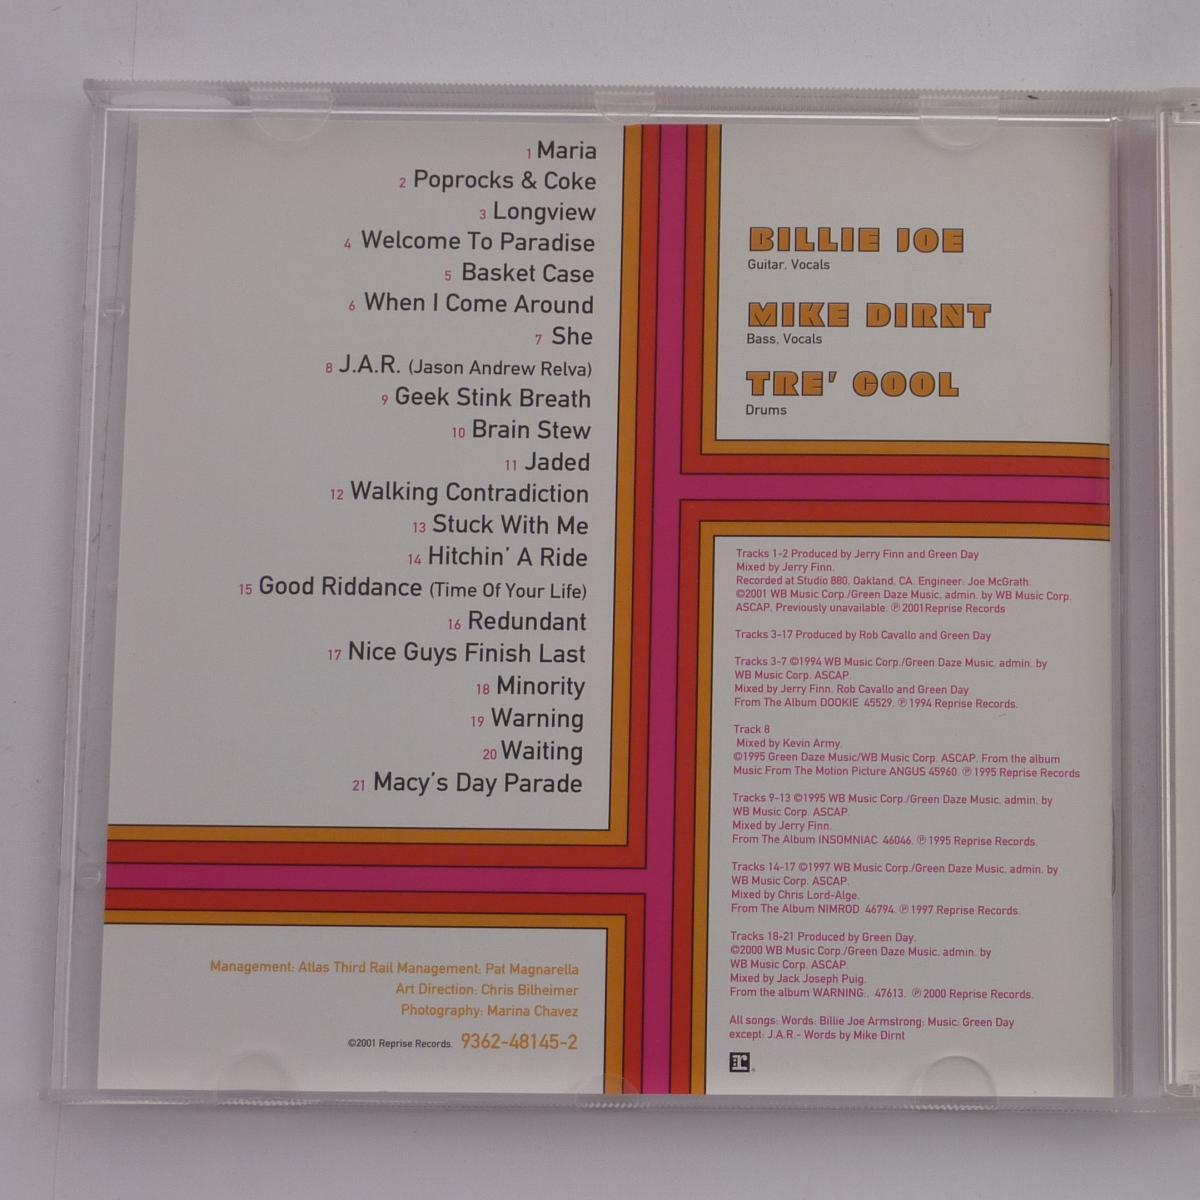 1 Maria
2 Poprocks & Coke
3 Longview
4 Welcome To Paradise
5 Basket Case
6 When I Come Around
7 She
8 J.A.R. (Jason Andrew Relva)
9 Geek Stink Breath
10 Brain Stew
11 Jaded
12 Walking Contradiction
13 Stuck With Me
14 Hitchin' A Ride
15 Good Riddance (Time Of Your Life)
16 Redundant
17 Nice Guys Finish Last
18 Minority
19 Warning
20 Waiting
21 Macy's Day Parade
Management: Atlas Third Rail Management: Pat Magnarella
Art Direction: Chris Bilheimer
Photography: Marina Chavez
©2001 Reprise Records. 9362-48145-2
BILLIE JOE
Guitar, Vocals
MIKE DIRNT
Bass, Vocals
TRE' COOL
Drums
Tracks 1-2 Produced by Jerry Finn and Green Day
Mixed by Jerry Finn.
Recorded at Studio 880, Oakland, CA. Engineer: Joe McGrath.
©2001 WB Music Corp./Green Daze Music, admin. by WB Music Corp.
ASCAP. Previously unavailable. ℗ 2001 Reprise Records
Tracks 3-17 Produced by Rob Cavallo and Green Day
Tracks 3-7 ©1994 WB Music Corp./Green Daze Music, admin. by
WB Music Corp. ASCAP.
Mixed by Jerry Finn, Rob Cavallo and Green Day
From The Album DOOKIE 45529. ℗ 1994 Reprise Records.
Track 8
Mixed by Kevin Army.
©1995 Green Daze Music/WB Music Corp. ASCAP. From the album
Music From The Motion Picture ANGUS 45960. ℗ 1995 Reprise Records
Tracks 9-13 ©1995 WB Music Corp./Green Daze Music, admin. by
WB Music Corp. ASCAP.
Mixed by Jerry Finn.
From The Album INSOMNIAC 46046. ℗ 1995 Reprise Records.
Tracks 14-17 ©1997 WB Music Corp./Green Daze Music, admin. by
WB Music Corp. ASCAP.
Mixed by Chris Lord-Alge.
From The Album NIMROD 46794. ℗ 1997 Reprise Records.
Tracks 18-21 Produced by Green Day.
©2000 WB Music Corp./Green Daze Music, admin. by
WB Music Corp. ASCAP.
Mixed by Jack Joseph Puig.
From the album WARNING:. 47613. ℗ 2000 Reprise Records.
All songs: Words: Billie Joe Armstrong; Music: Green Day
except: J.A.R.- Words by Mike Dirnt
r